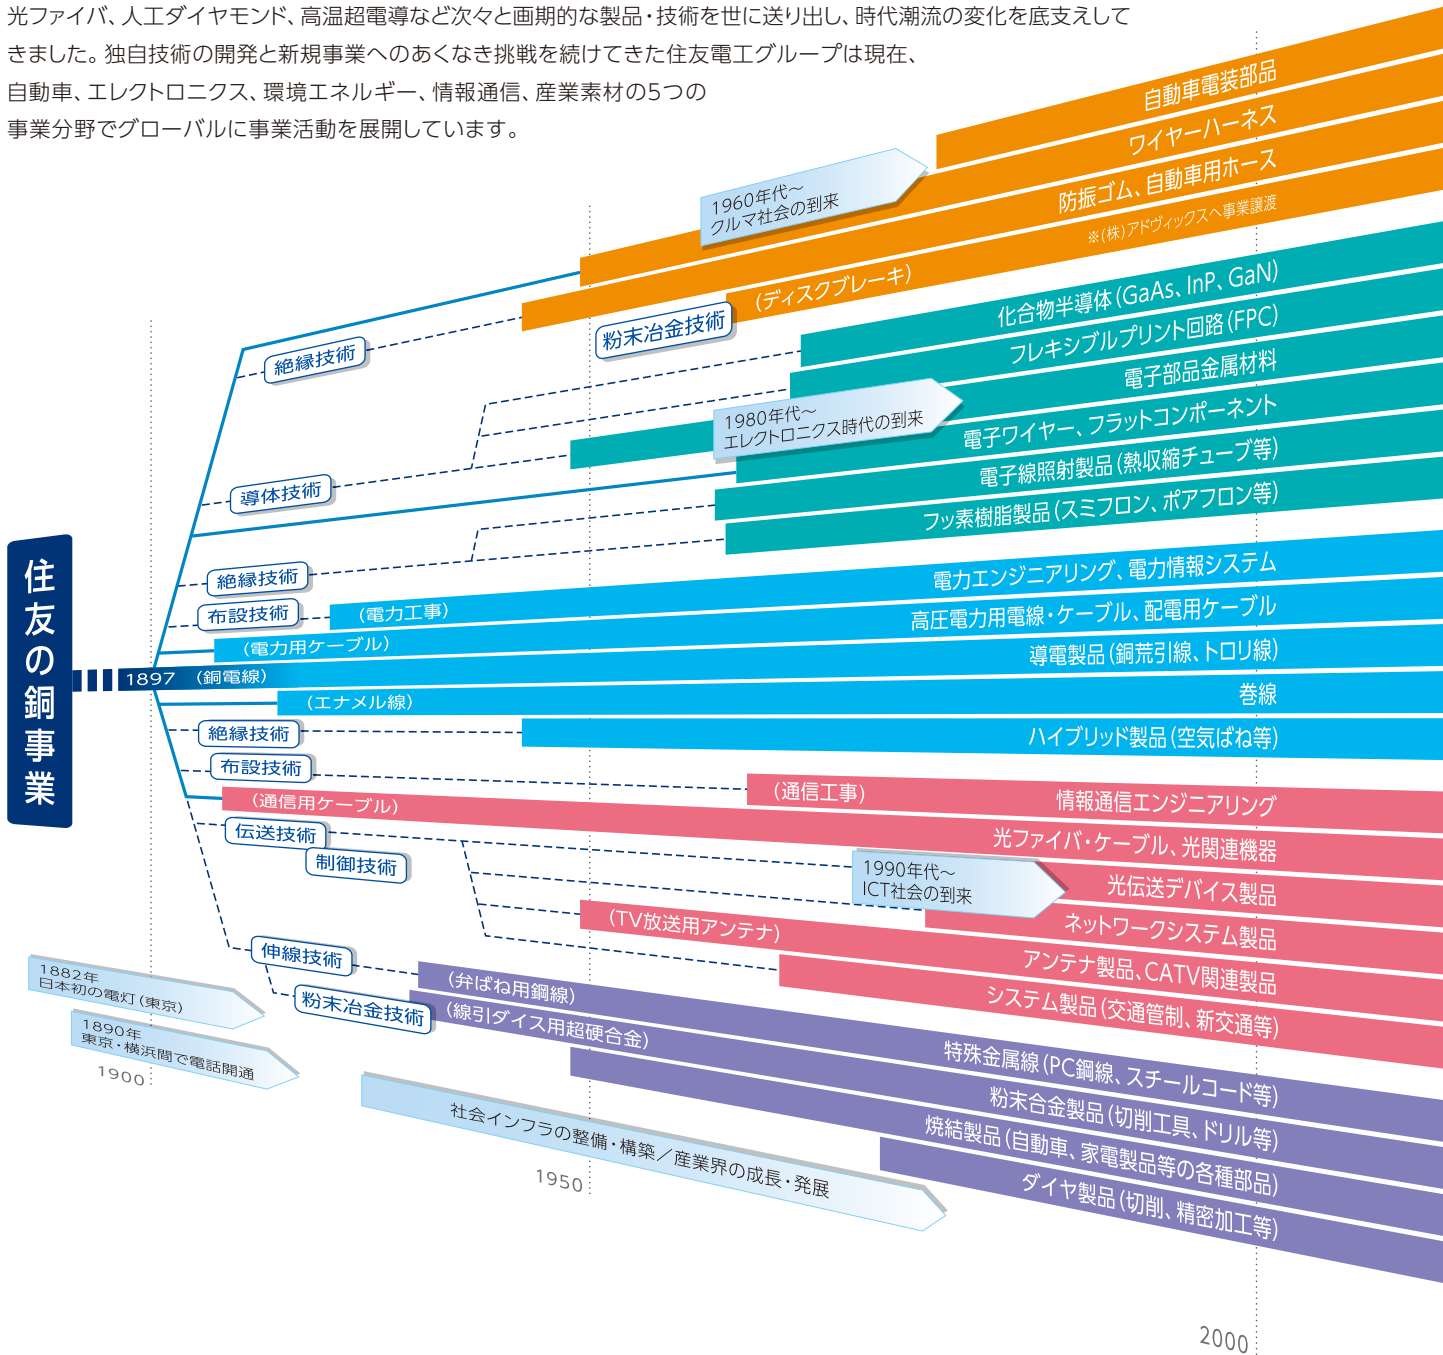 光ファイバ、人工ダイヤモンド、高温超電導など次々と画期的な製品・技術を世に送り出し、時代潮流の変化を底支えして
きました。独自技術の開発と新規事業へのあくなき挑戦を続けてきた住友電工グループは現在、
自動車、エレクトロニクス、環境エネルギー、情報通信、産業素材の5つの
事業分野でグローバルに事業活動を展開しています。
自動車電装部品
ワイヤーハーネス
1960年代～
クルマ社会の到来
防振ゴム、自動車用ホース
※(株)アドヴィックスへ事業譲渡
(ディスクブレーキ)
粉末冶金技術
絶縁技術
化合物半導体(GaAs、InP、GaN)
フレキシブルプリント回路(FPC)
電子部品金属材料
1980年代～
エレクトロニクス時代の到来
電子ワイヤー、フラットコンポーネント
電子線照射製品(熱収縮チューブ等)
導体技術
フッ素樹脂製品(スミフロン、ポアフロン等)
絶縁技術
電力エンジニアリング、電力情報システム
布設技術
(電力工事)
高圧電力用電線・ケーブル、配電用ケーブル
(電力用ケーブル)
導電製品(銅荒引線、トロリ線)
住友の銅事業
1897 (銅電線)
巻線
(エナメル線)
絶縁技術
ハイブリッド製品(空気ばね等)
布設技術
(通信工事)
情報通信エンジニアリング
(通信用ケーブル)
光ファイバ・ケーブル、光関連機器
伝送技術
制御技術
1990年代～
ICT社会の到来
光伝送デバイス製品
ネットワークシステム製品
(TV放送用アンテナ)
アンテナ製品、CATV関連製品
システム製品(交通管制、新交通等)
伸線技術
(弁ばね用鋼線)
特殊金属線(PC鋼線、スチールコード等)
粉末冶金技術
(線引ダイス用超硬合金)
粉末合金製品(切削工具、ドリル等)
焼結製品(自動車、家電製品等の各種部品)
ダイヤ製品(切削、精密加工等)
1882年
日本初の電灯(東京)
1890年
東京・横浜間で電話開通
1900
社会インフラの整備・構築／産業界の成長・発展
1950
2000